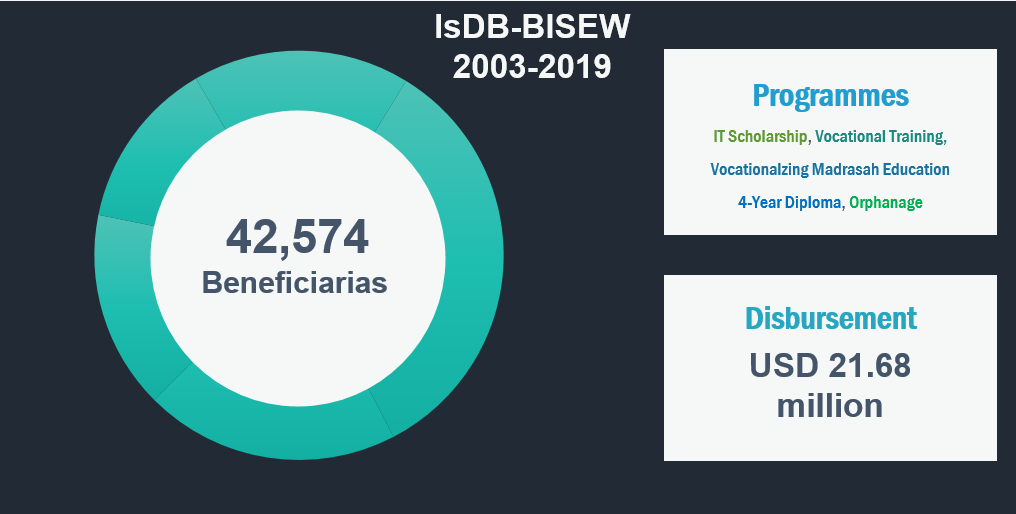 IsDB-BISEW
2003-2019
42,574
Beneficiarias
Programmes
IT Scholarship, Vocational Training,
Vocationalzing Madrasah Education
4-Year Diploma, Orphanage
Disbursement
USD 21.68
million